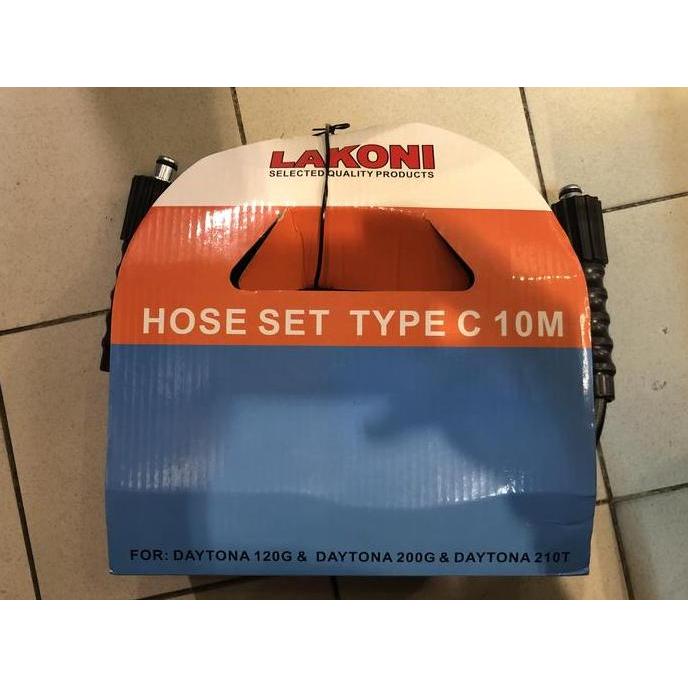 LAKONI
SELECTED QUALITY PRODUCTS
HOSE SET TYPE C 10M
FOR: DAYTONA 120G & DAYTONA 200G & DAYTONA 210T